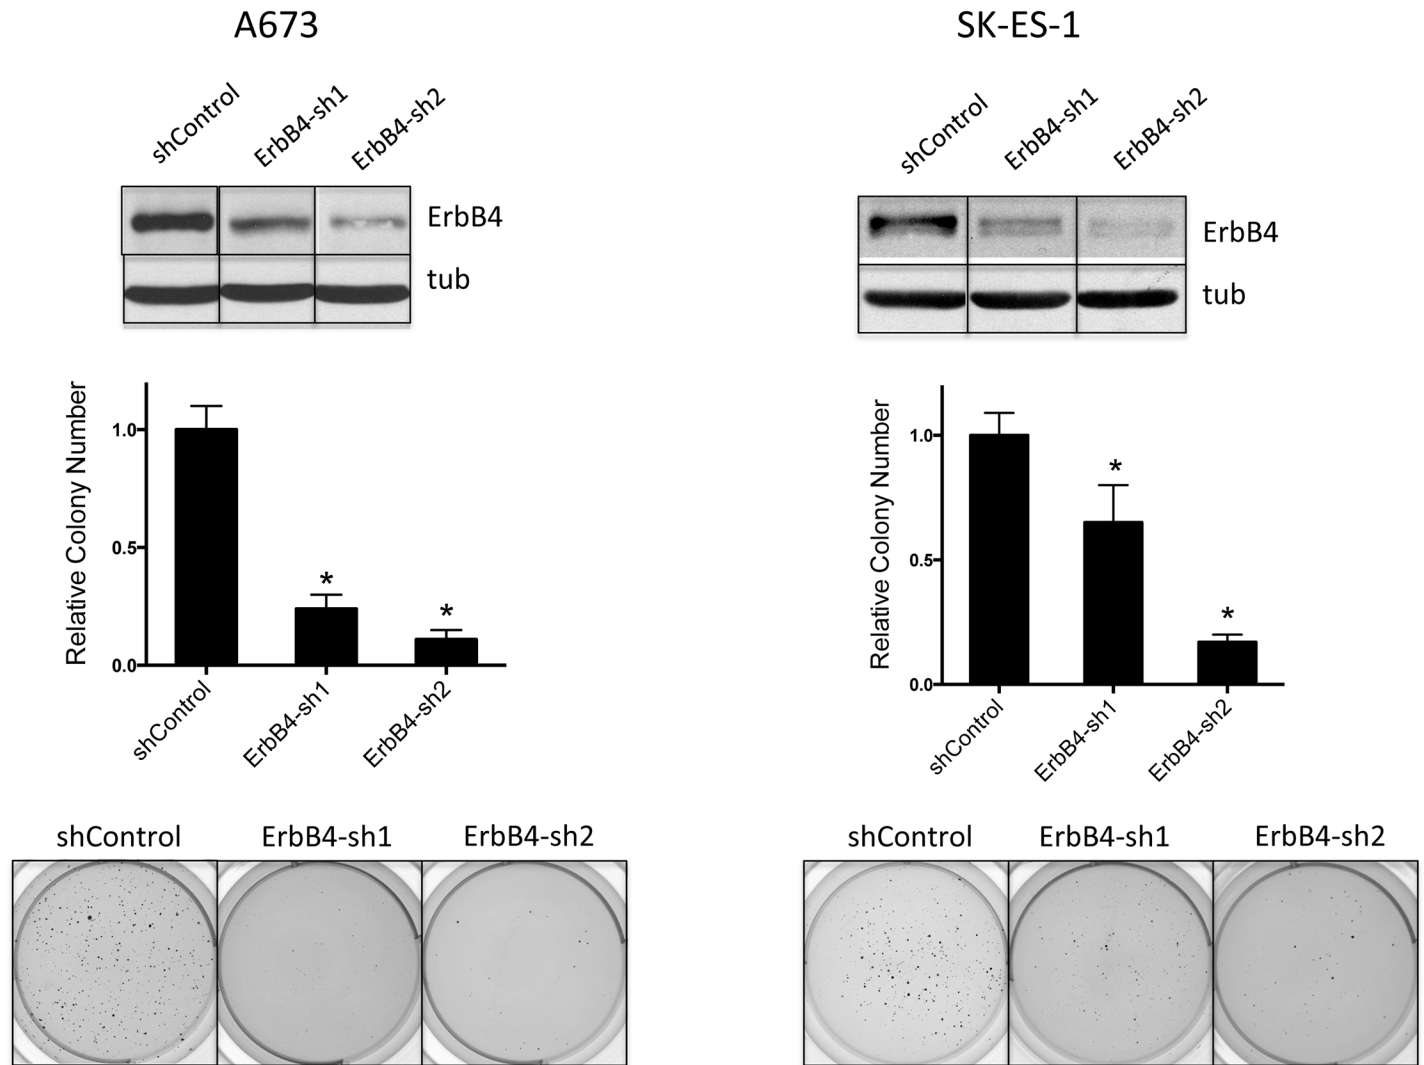 A673
shControl
ErbB4-sh1
ErbB4-sh2
ErbB4
tub
Relative Colony Number
1.0
*
0.5
*
0.0
shControl
ErbB4-sh1
ErbB4-sh2
shControl
ErbB4-sh1
ErbB4-sh2
SK-ES-1
shControl
ErbB4-sh1
ErbB4-sh2
ErbB4
tub
Relative Colony Number
1.0
*
0.5
*
0.0
shControl
ErbB4-sh1
ErbB4-sh2
shControl
ErbB4-sh1
ErbB4-sh2